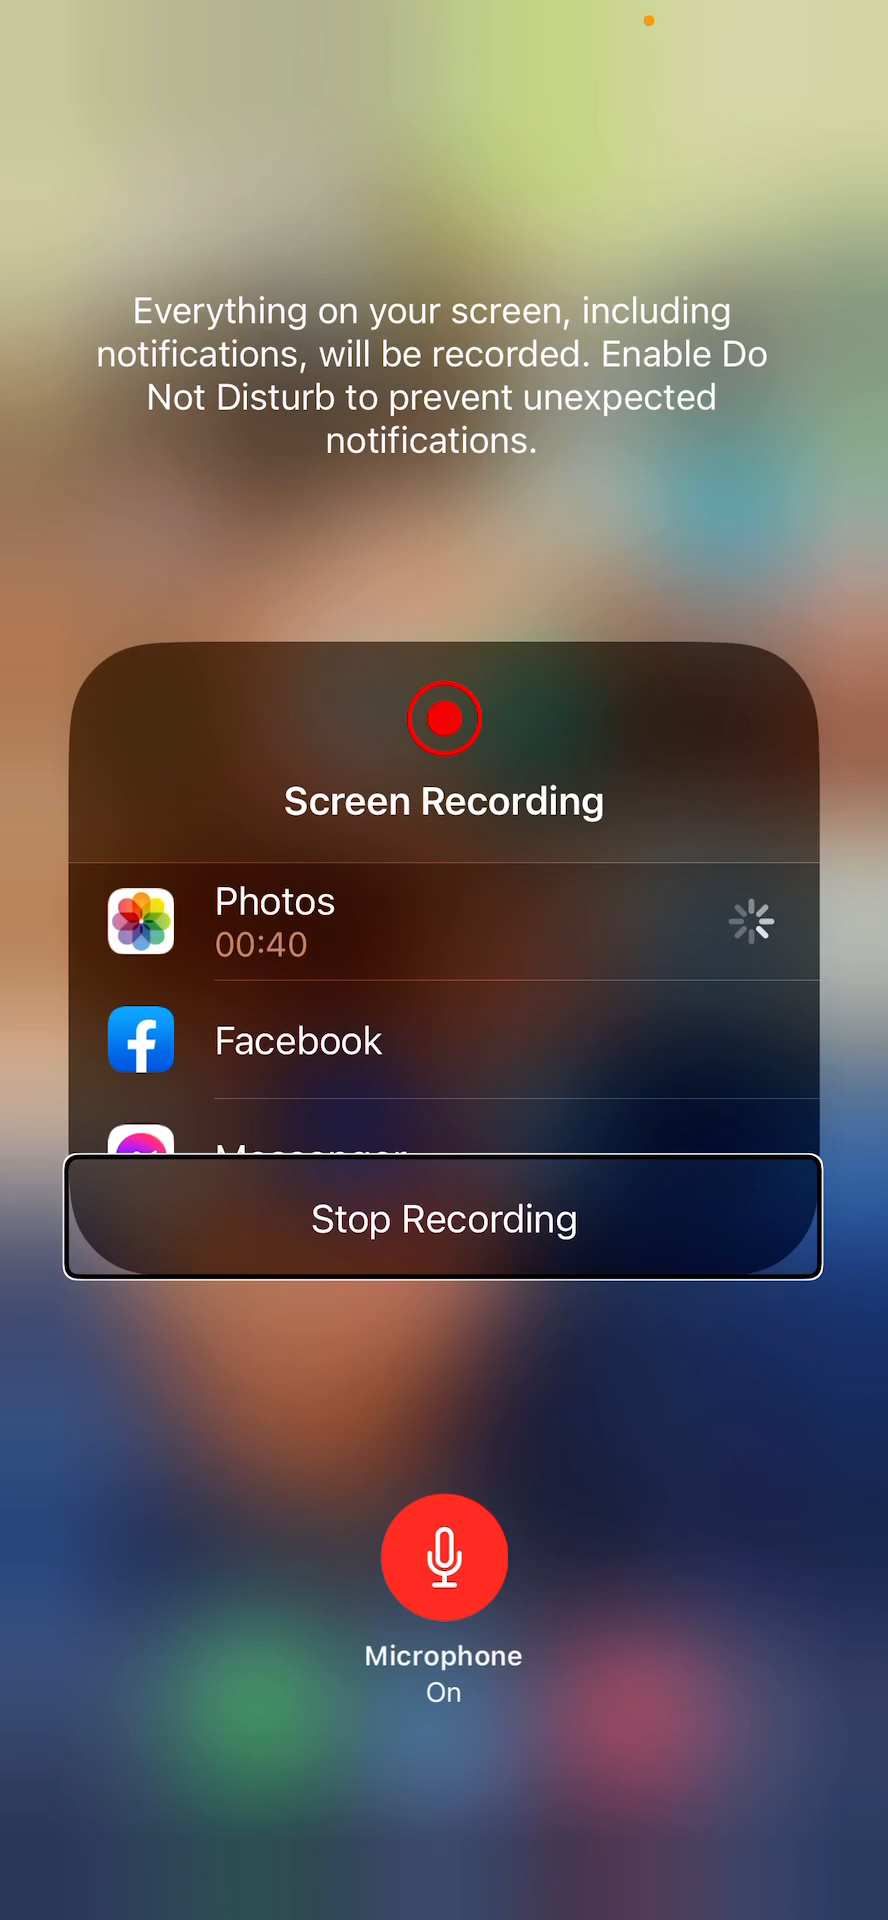 Everything on your screen, including
notifications, will be recorded. Enable Do
Not Disturb to prevent unexpected
notifications.
Screen Recording
Photos
00:40
Facebook
Messenger
Stop Recording
Microphone
On